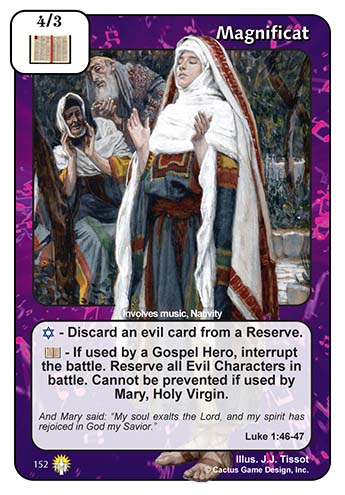 4/3
Magnificat
Involves music, Nativity
- Discard an evil card from a Reserve.
- If used by a Gospel Hero, interrupt
the battle. Reserve all Evil Characters in
battle. Cannot be prevented if used by
Mary, Holy Virgin.
And Mary said: "My soul exalts the Lord, and my spirit has
rejoiced in God my Savior."
Luke 1:46-47
152
Illus. J.J. Tissot
© Cactus Game Design, Inc.